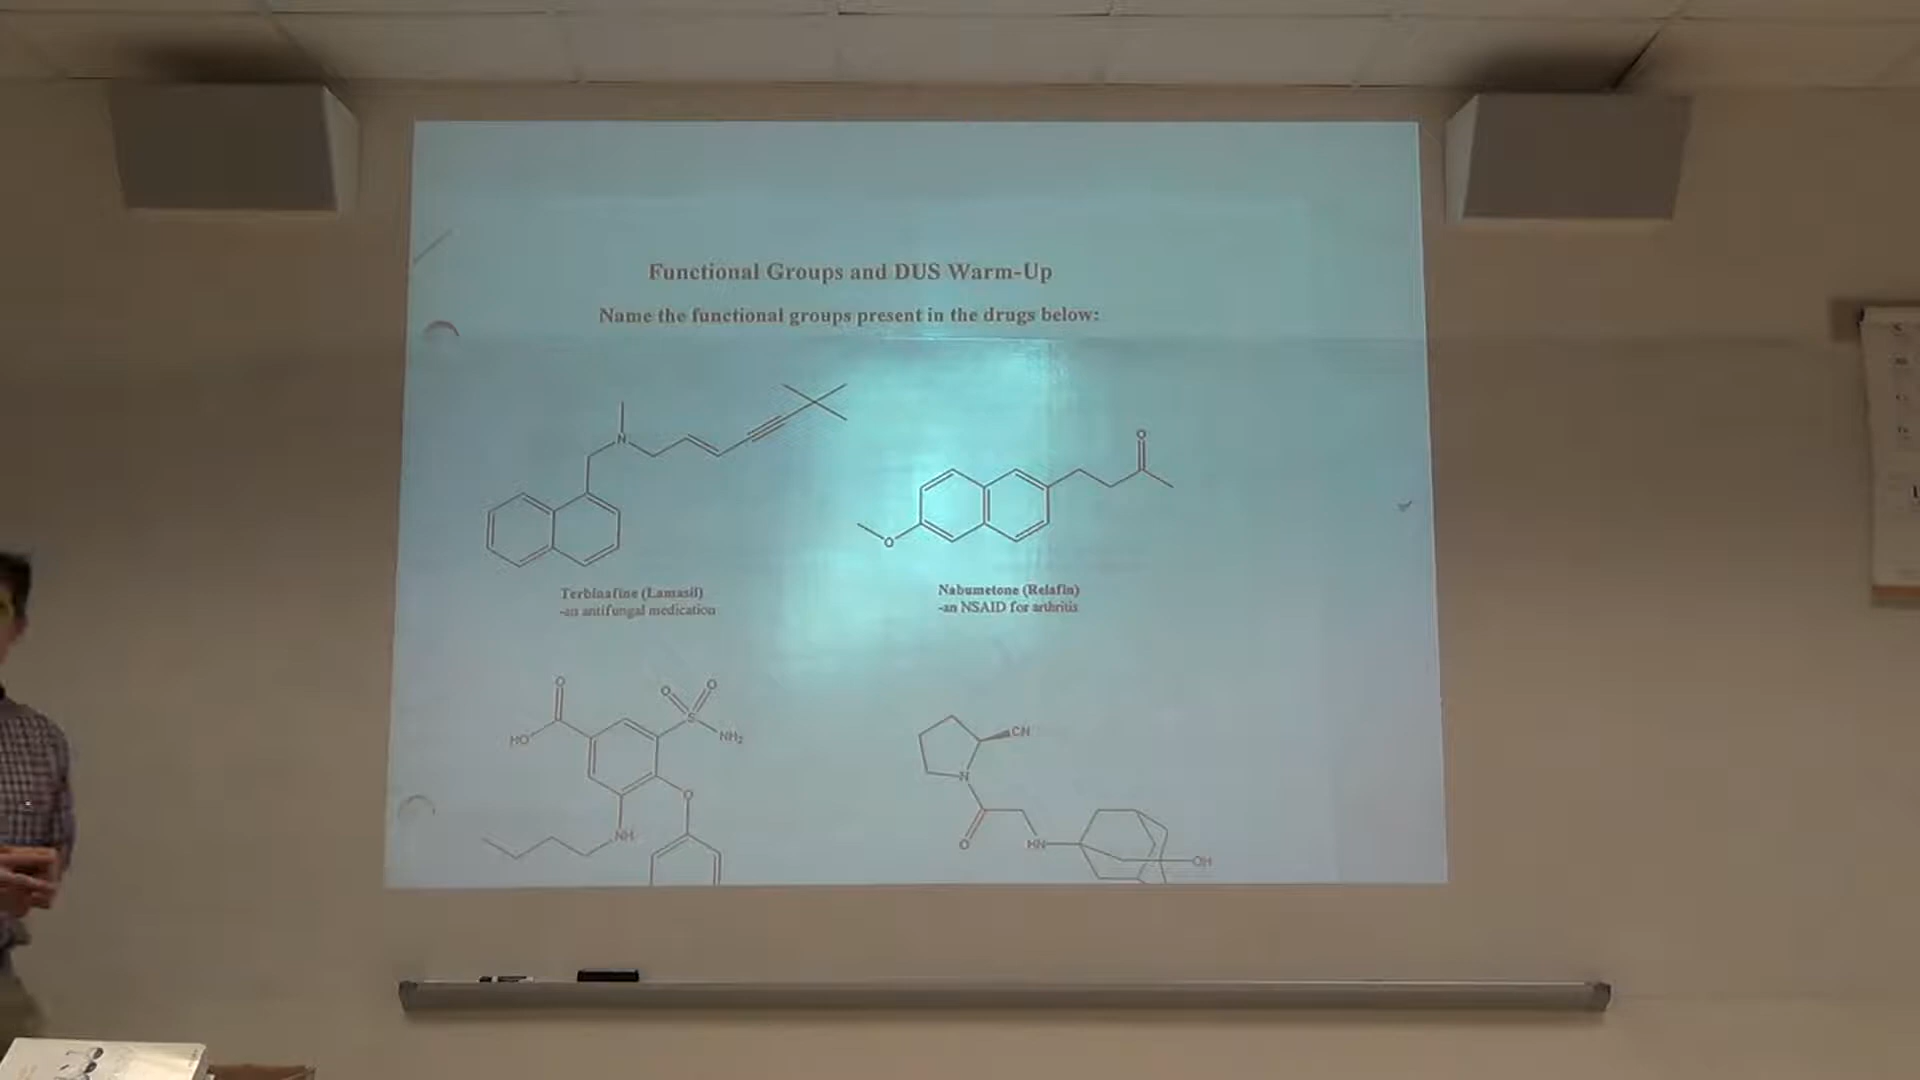 Functional Groups and DUS Warm-Up
Name the functional groups present in the drugs below:
N
O
O
Terbinafine (Lamasil)
-an antifungal medication
Nabumetone (Relafin)
-an NSAID for arthritis
O
O
O
S
HO
NH2
O
NH
CN
N
O
HN
OH